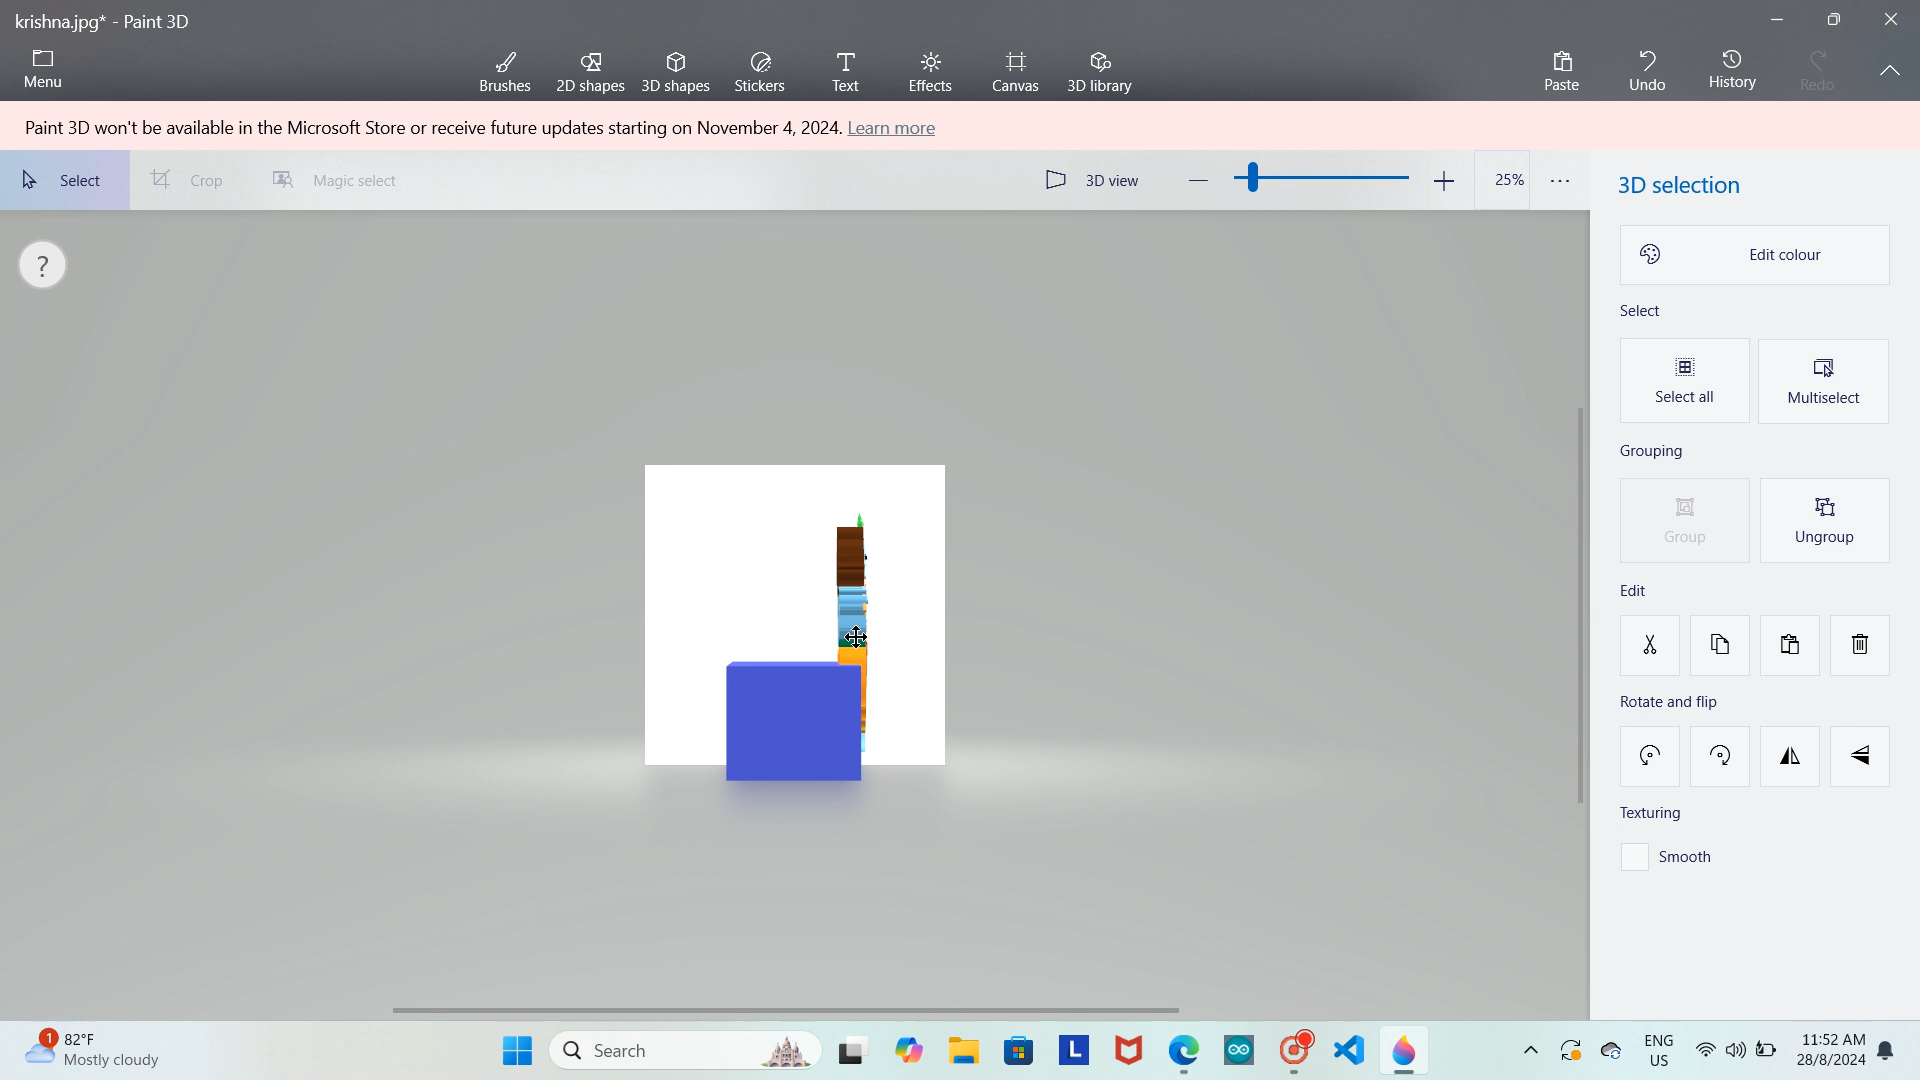 krishna.jpg* - Paint 3D
Menu
Brushes
2D shapes
3D shapes
Stickers
Text
Effects
Canvas
3D library
Paste
Undo
History
Redo
Paint 3D won't be available in the Microsoft Store or receive future updates starting on November 4, 2024. Learn more
Select
Crop
Magic select
3D view
25%
?
3D selection
Edit colour
Select
Select all
Multiselect
Grouping
Group
Ungroup
Edit
Rotate and flip
Texturing
Smooth
1
82°F
Mostly cloudy
Search
L
ENG
US
11:52 AM
28/8/2024